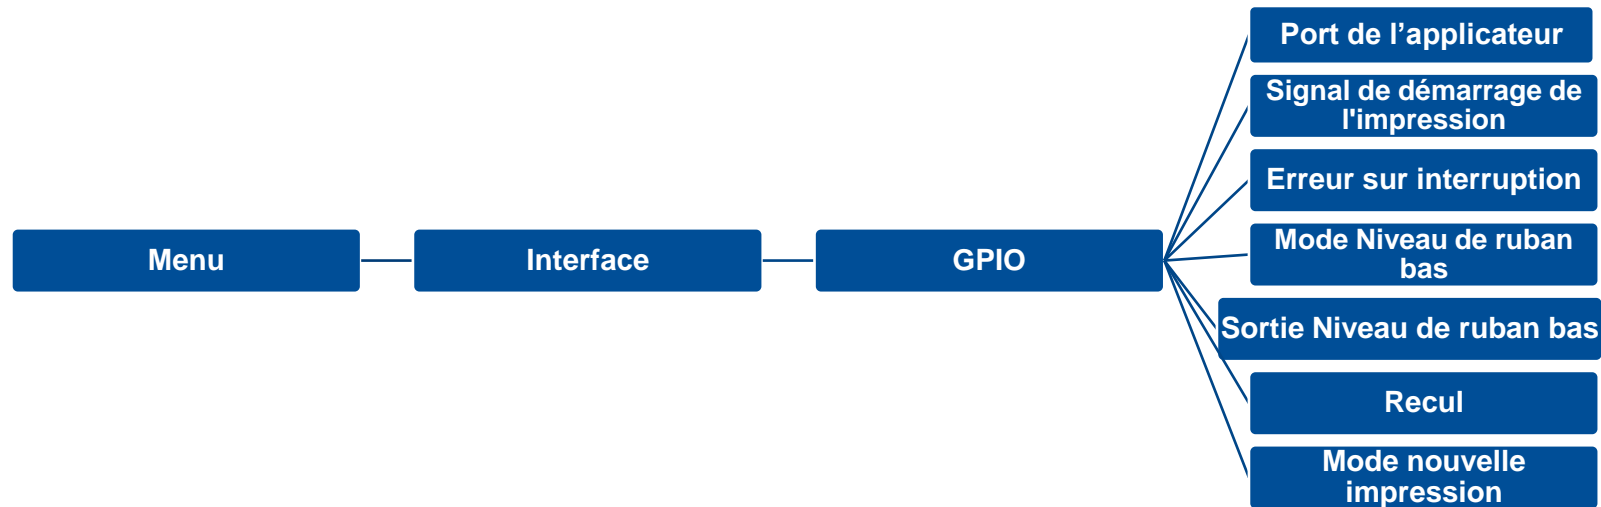 Menu
Interface
GPIO
Port de l’applicateur
Signal de démarrage de
l'impression
Erreur sur interruption
Mode Niveau de ruban
bas
Sortie Niveau de ruban bas
Recul
Mode nouvelle
impression